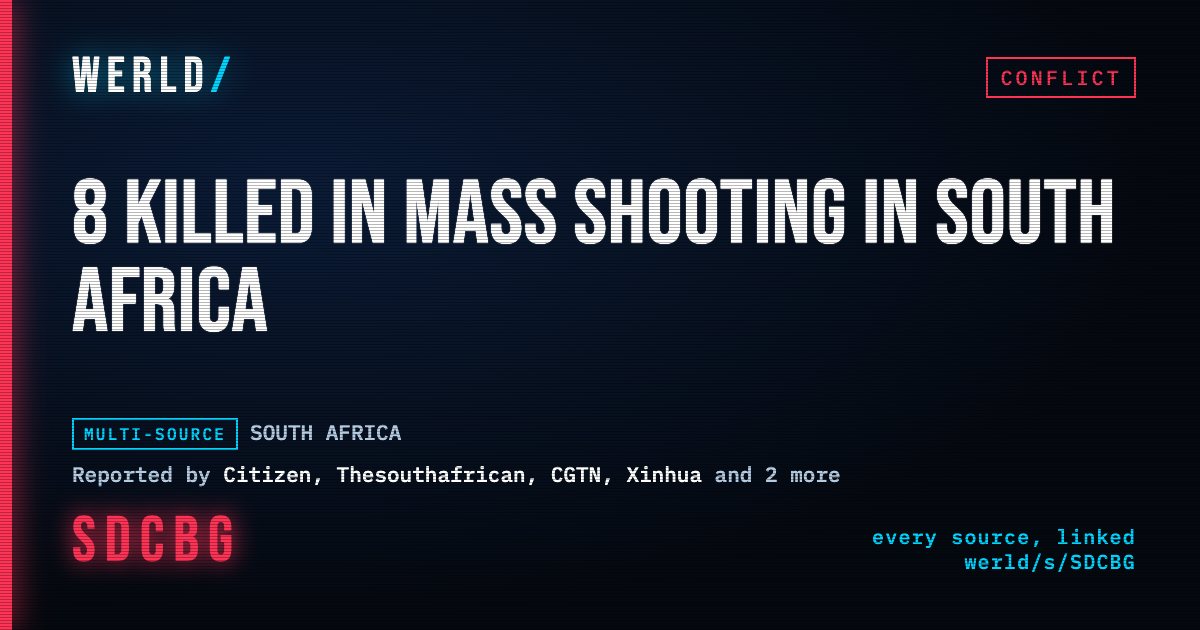 WERLD/
CONFLICT
8 KILLED IN MASS SHOOTING IN SOUTH
AFRICA
MULTI-SOURCE SOUTH AFRICA
Reported by Citizen, Thesouthafrican, CGTN, Xinhua and 2 more
SDCBG
every source, linked
werld/s/SDCBG